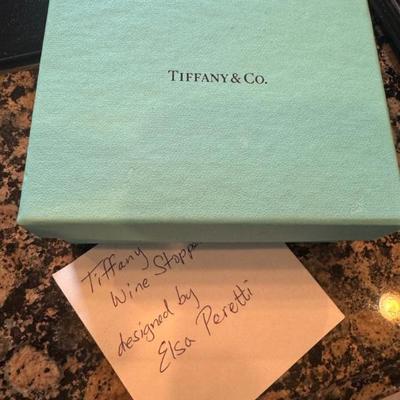 TIFFANY & CO.
Tiffany
Wine Stoppe
designed by
Elsa Peretti